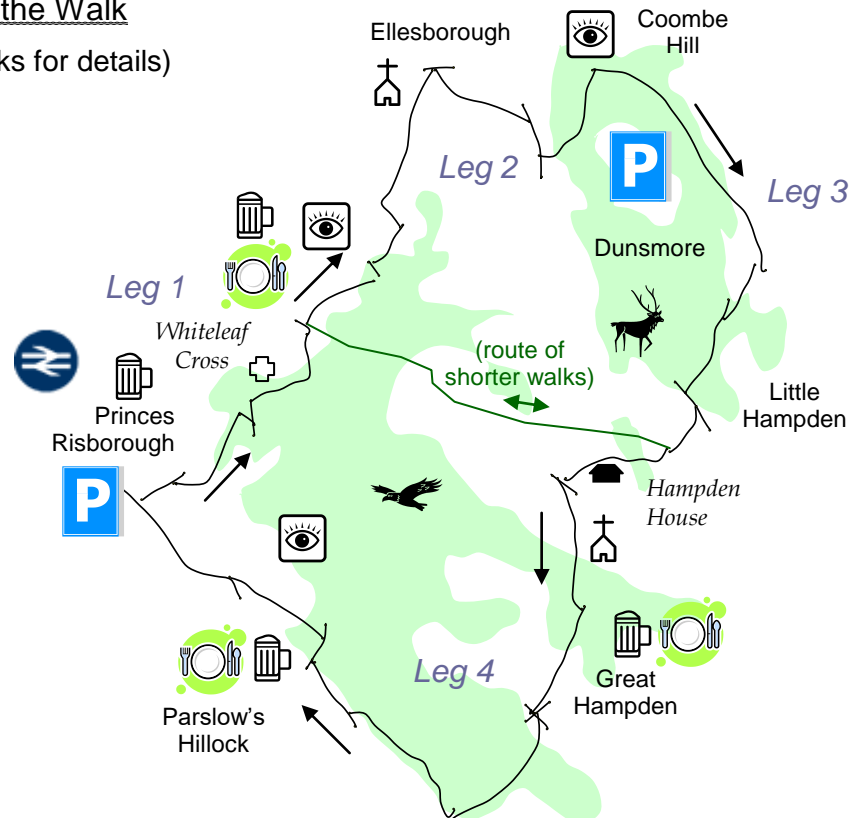 the Walk
ks for details)
Ellesborough
Coombe
Hill
Leg 2
P
Leg 3
Dunsmore
Leg 1
Whiteleaf
Cross
(route of
shorter walks)
Princes
Risborough
Little
Hampden
P
Hampden
House
Leg 4
Great
Hampden
Parslow's
Hillock